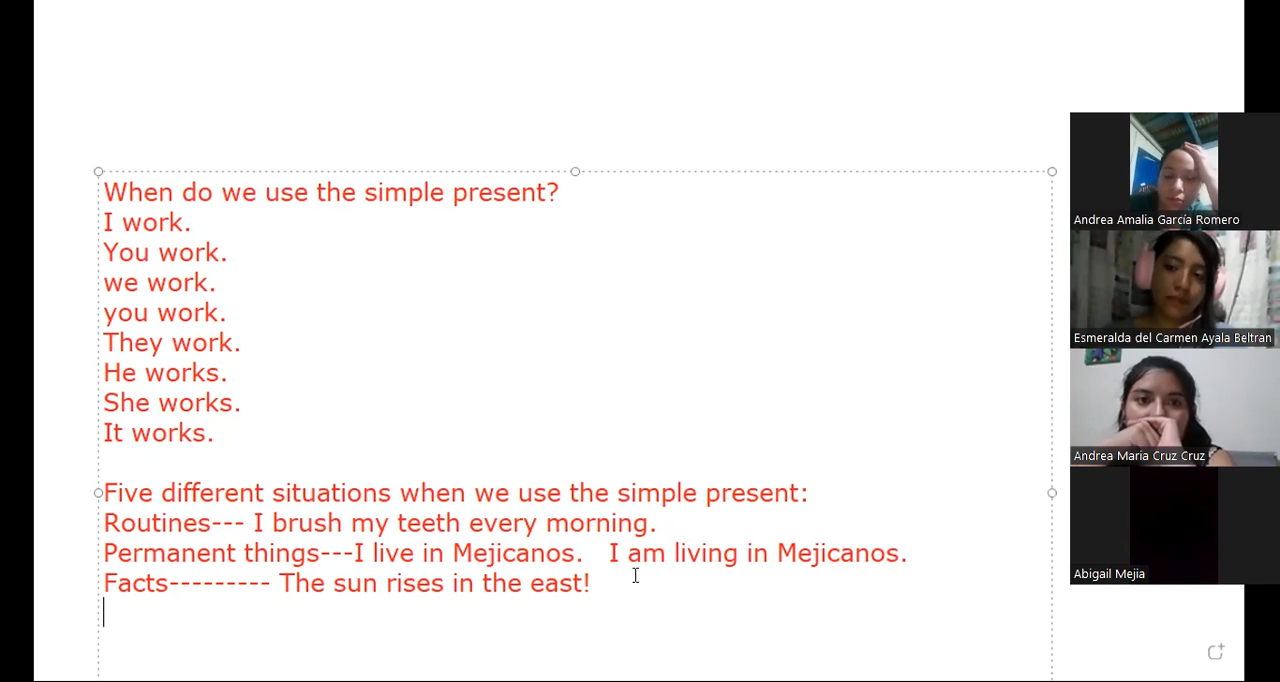 When do we use the simple present?
I work.
You work.
we work.
you work.
They work.
He works.
She works.
It works.
Five different situations when we use the simple present:
Routines--- I brush my teeth every morning.
Permanent things---I live in Mejicanos.   I am living in Mejicanos.
Facts--------- The sun rises in the east!
Andrea Amalia García Romero
Esmeralda del Carmen Ayala Beltran
Andrea Maria Cruz Cruz
Abigail Mejia